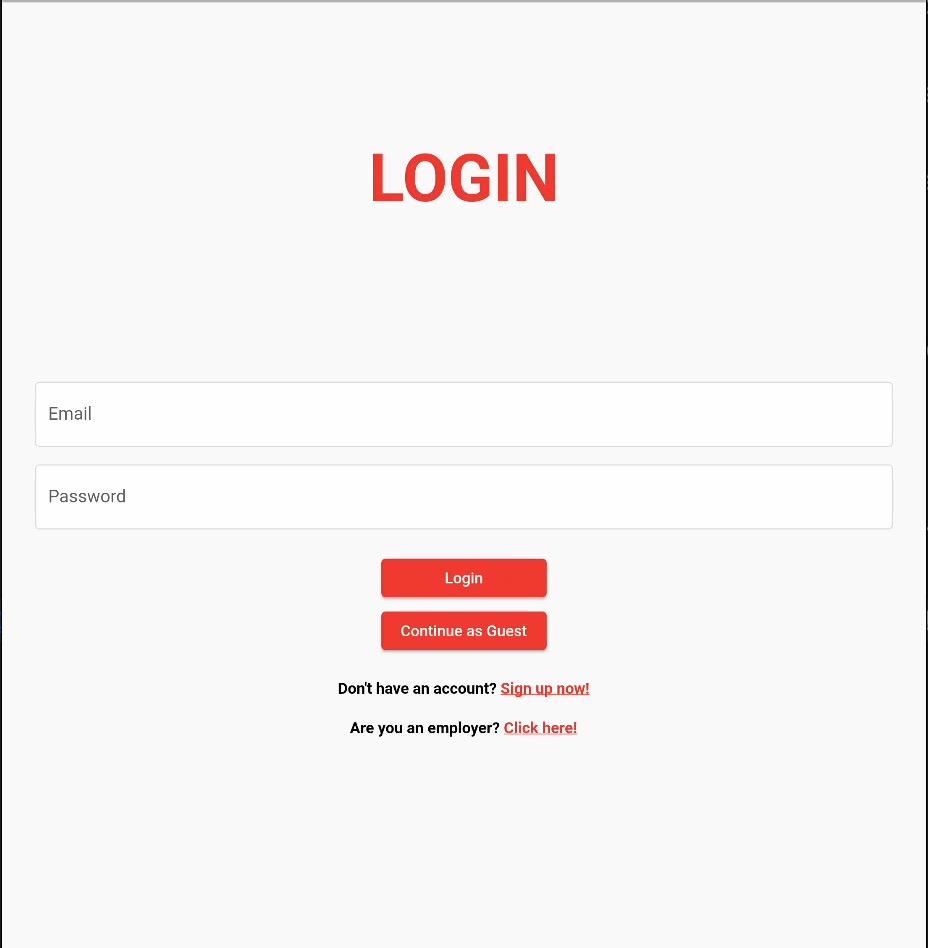 LOGIN
Email
Password
Login
Continue as Guest
Don't have an account? Sign up now!
Are you an employer? Click here!